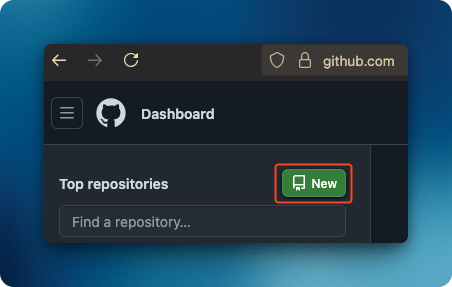 github.com
Dashboard
Top repositories
New
Find a repository...